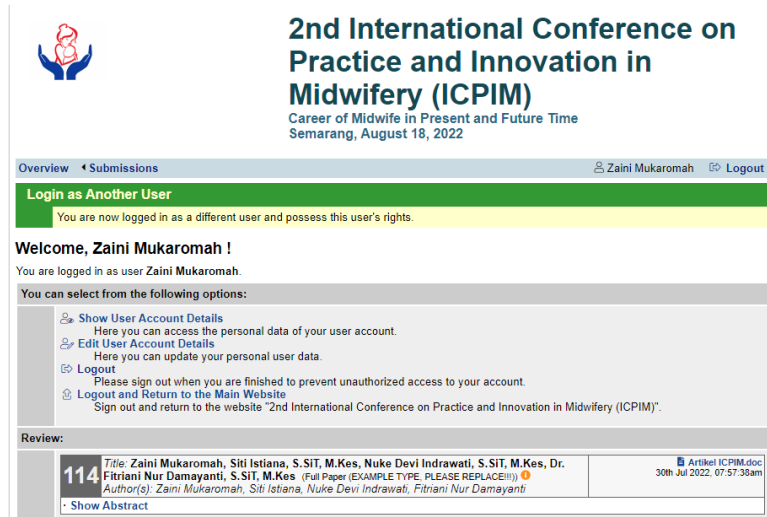 2nd International Conference on
Practice and Innovation in
Midwifery (ICPIM)
Career of Midwife in Present and Future Time
Semarang, August 18, 2022
Overview Submissions Zaini Mukaromah Logout
Login as Another User
You are now logged in as a different user and possess this user's rights.
Welcome, Zaini Mukaromah !
You are logged in as user Zaini Mukaromah.
You can select from the following options:
Show User Account Details
Here you can access the personal data of your user account.
Edit User Account Details
Here you can update your personal user data.
Logout
Please sign out when you are finished to prevent unauthorized access to your account.
Logout and Return to the Main Website
Sign out and return to the website "2nd International Conference on Practice and Innovation in Midwifery (ICPIM)".
Review:
114
Title: Zaini Mukaromah, Siti Istiana, S.SiT, M.Kes, Nuke Devi Indrawati, S.SiT, M.Kes, Dr.
Fitriani Nur Damayanti, S.SiT, M.Kes (Full Paper (EXAMPLE TYPE, PLEASE REPLACE!!!))
Author(s): Zaini Mukaromah, Siti Istiana, Nuke Devi Indrawati, Fitriani Nur Damayanti
Artikel ICPIM.doc
30th Jul 2022, 07:57:38am
· Show Abstract